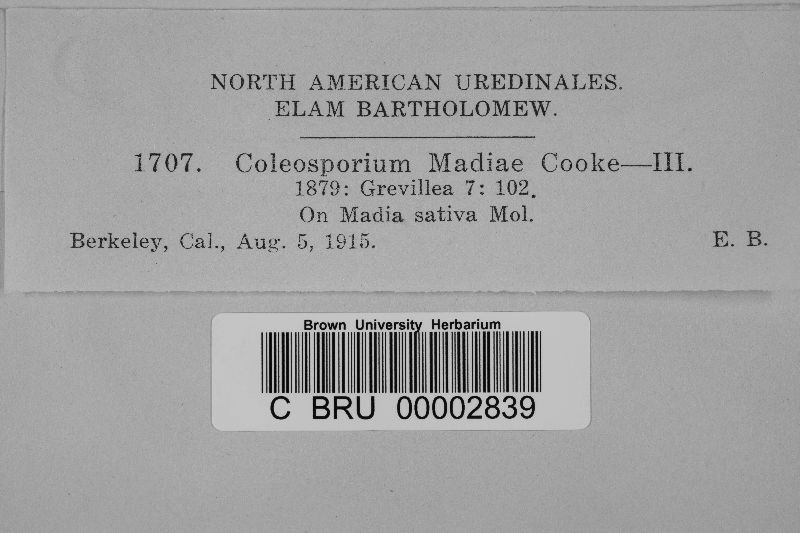 NORTH AMERICAN UREDINALES.
ELAM BARTHOLOMEW.
1707. Coleosporium Madiae Cooke—III.
1879: Grevillea 7: 102.
On Madia sativa Mol.
Berkeley, Cal., Aug. 5, 1915. E. B.
Brown University Herbarium
C BRU 00002839